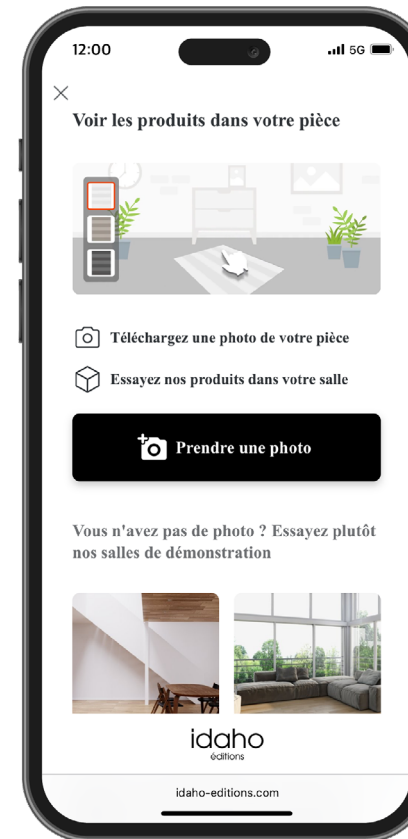 12:00
5G
Voir les produits dans votre pièce
Téléchargez une photo de votre pièce
Essayez nos produits dans votre salle
Prendre une photo
Vous n'avez pas de photo ? Essayez plutôt
nos salles de démonstration
idaho
éditions
idaho-editions.com